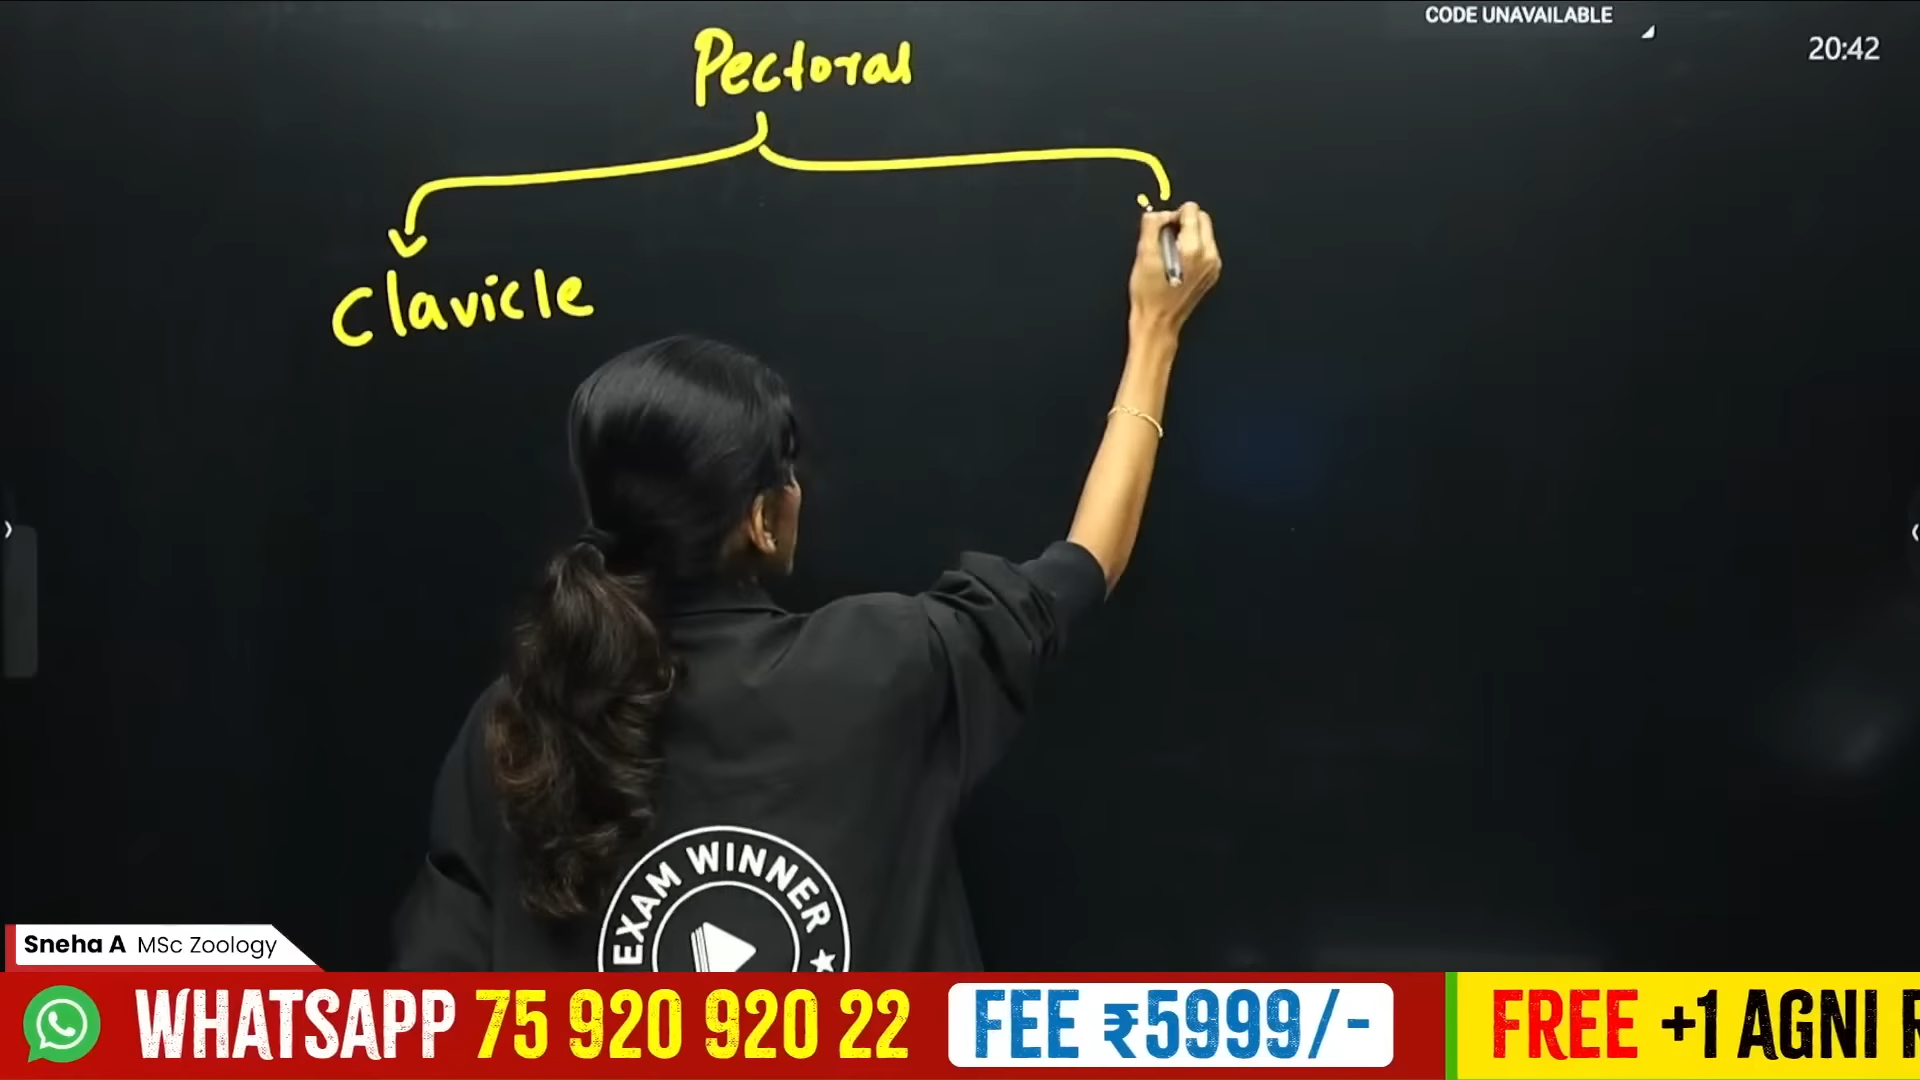 CODE UNAVAILABLE
20:42
Pectoral
Clavicle
EXAM WINNER
Sneha A MSc Zoology
WHATSAPP 75 920 920 22
FEE ₹5999/-
FREE +1 AGNI